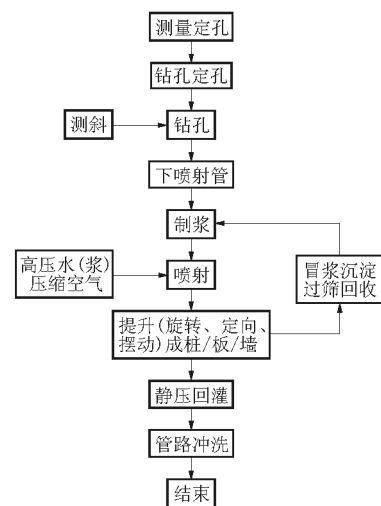 测量定孔
钻孔定孔
测斜
钻孔
下喷射管
制浆
高压水(浆)
压缩空气
喷射
冒浆沉淀
过筛回收
提升(旋转、定向、
摆动)成桩/板/墙
静压回灌
管路冲洗
结束